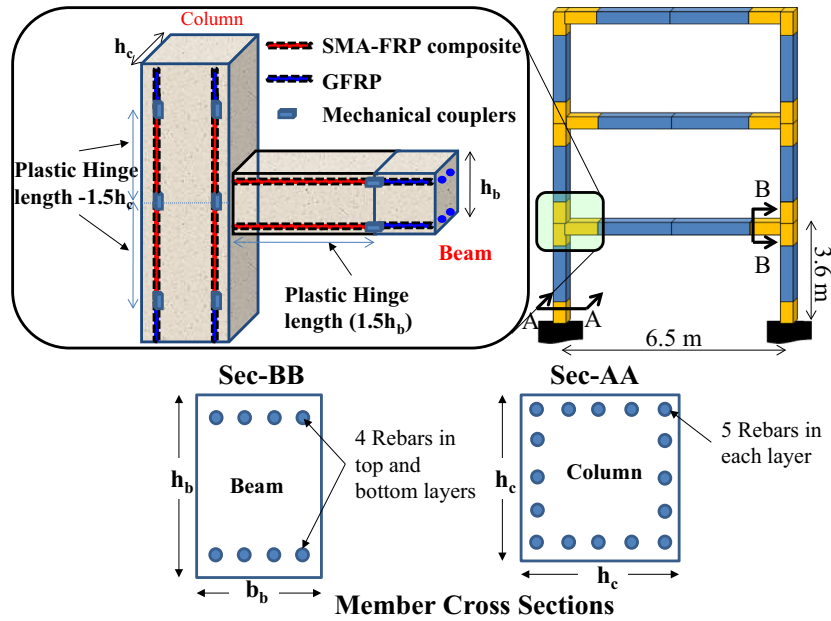 Column
h_c
SMA-FRP composite
GFRP
Mechanical couplers
Plastic Hinge
length -1.5h_c
h_b
Beam
Plastic Hinge
length (1.5h_b)
B
B
A
A
3.6 m
6.5 m
Sec-BB
Sec-AA
4 Rebars in
top and
bottom layers
5 Rebars in
each layer
h_b
Beam
h_c
Column
b_b
h_c
Member Cross Sections